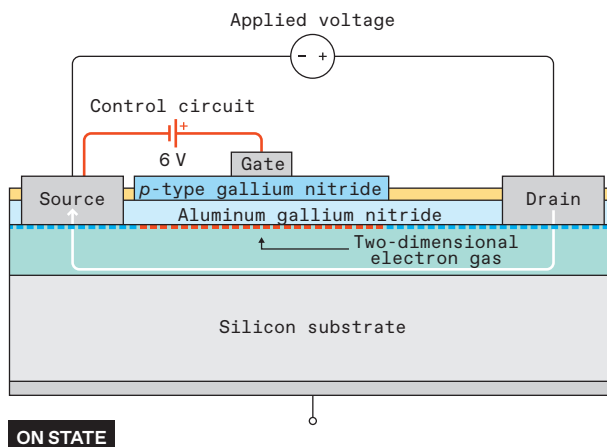 Applied voltage
- +
Control circuit
+
6 V
Gate
p-type gallium nitride
Source
Drain
Aluminum gallium nitride
Two-dimensional
electron gas
Silicon substrate
ON STATE